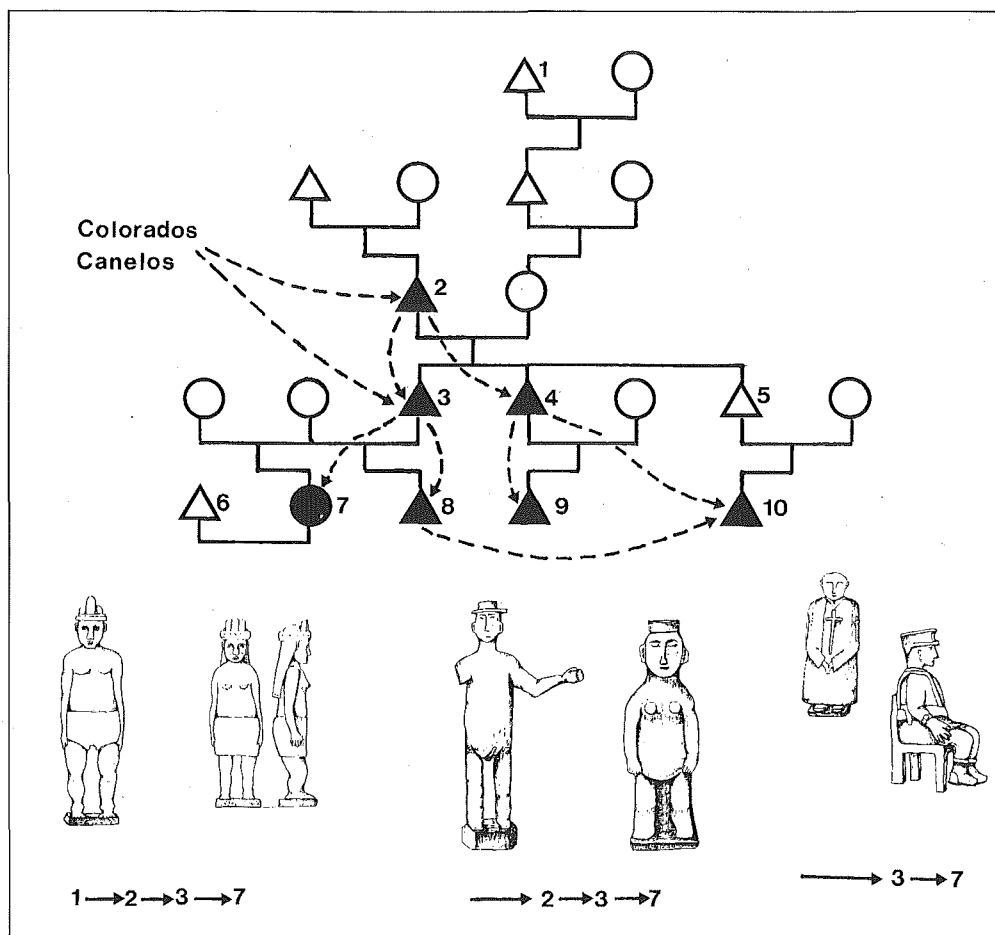 1
Colorados
Canelos
2
3
4
5
6
7
8
9
10
1 → 2 → 3 → 7
→ 2 → 3 → 7
→ 3 → 7